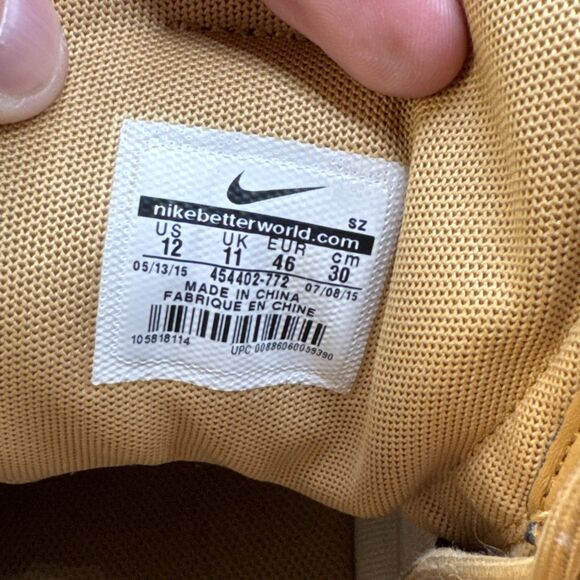 SZ
nikebetterworld.com
US UK EUR cm
12 11 46 30
05/13/15 454402-772 07/08/15
MADE IN CHINA
FABRIQUE EN CHINE
105818114
UPC 00886060059390